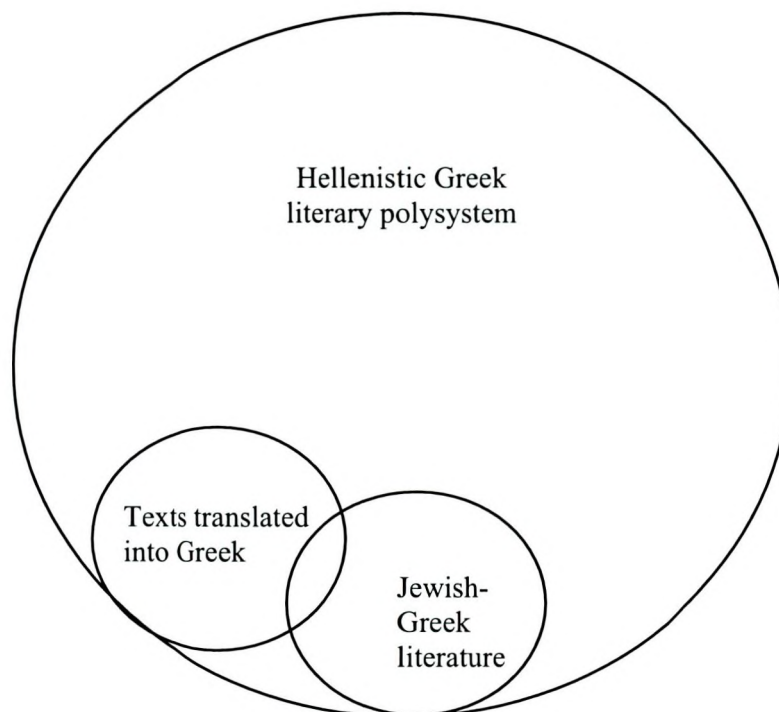 Hellenistic Greek
literary polysystem
Texts translated
into Greek
Jewish-
Greek
literature